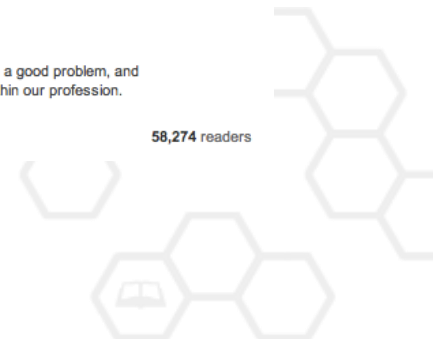 a good problem, and
hin our profession.
58,274 readers